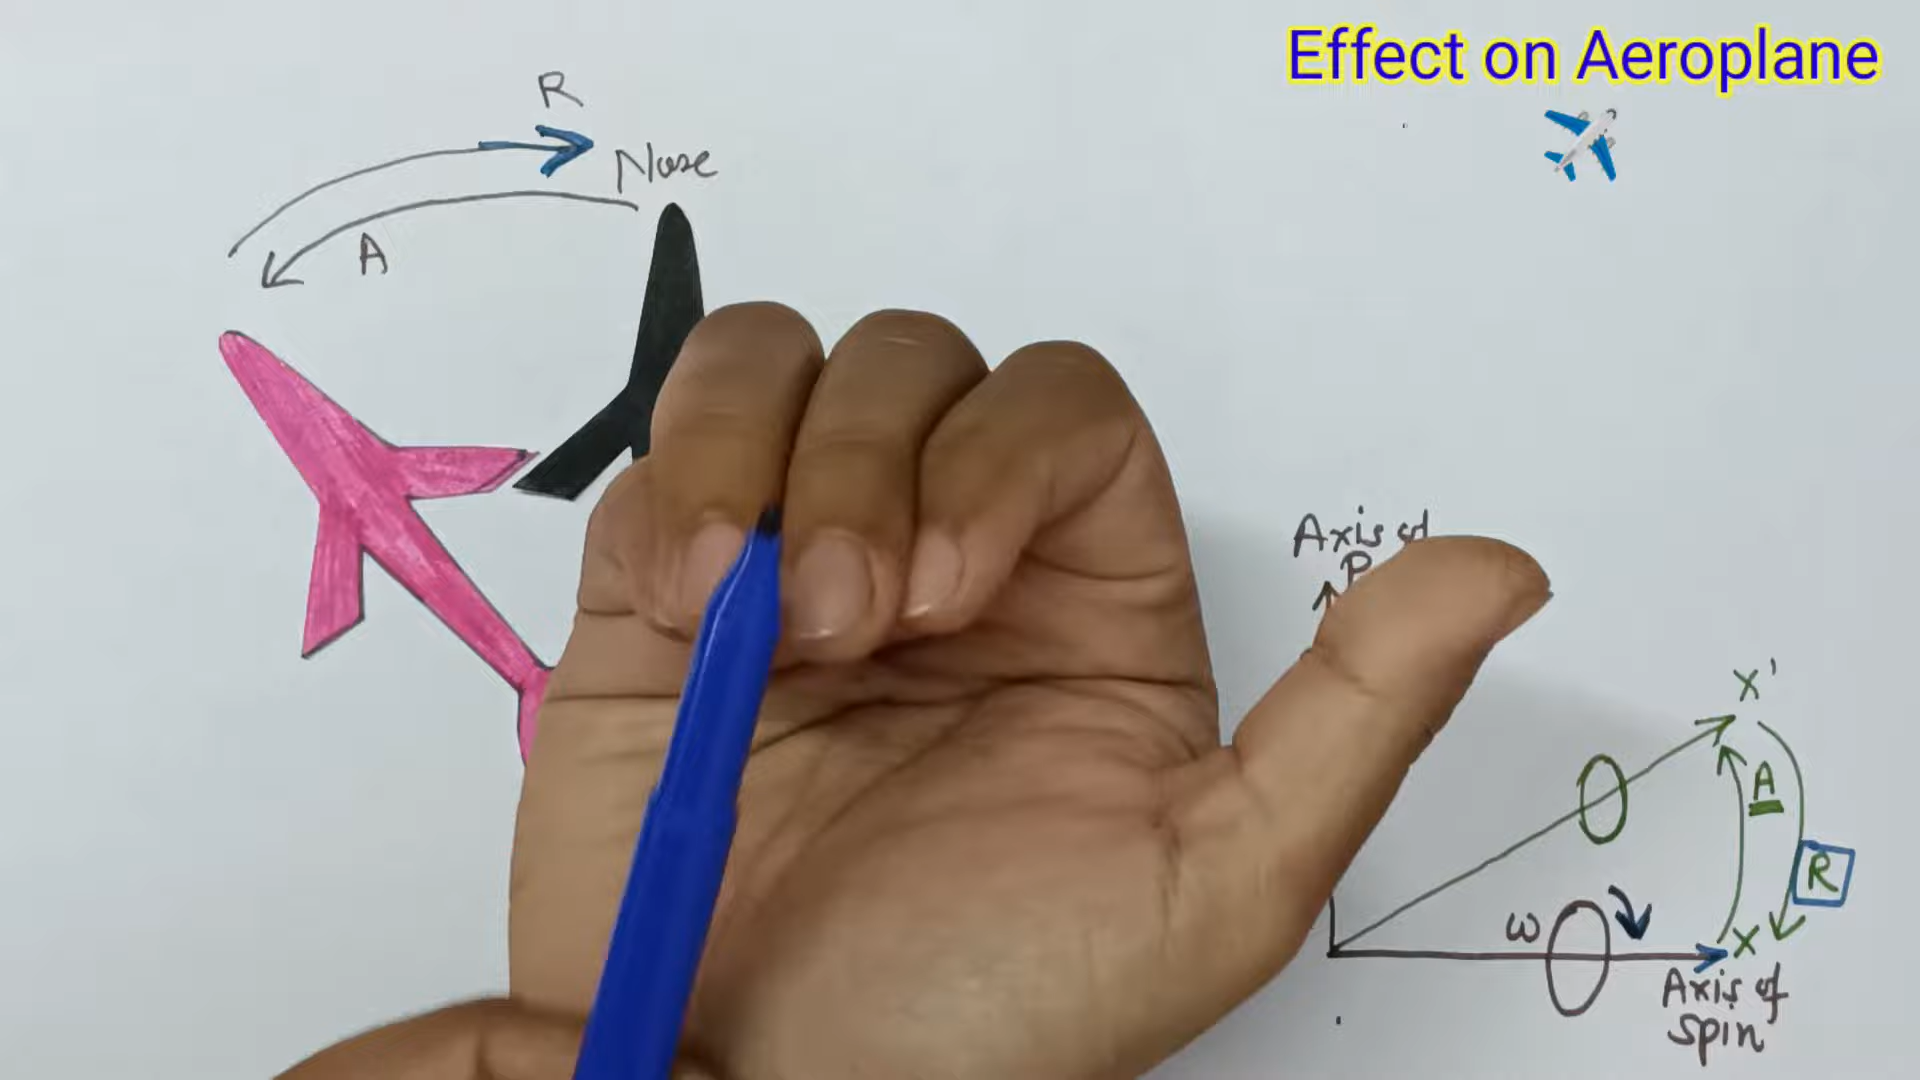 Effect on Aeroplane
R
Nose
A
Axis of
P
X'
A
R
ω
X
Axis of
spin